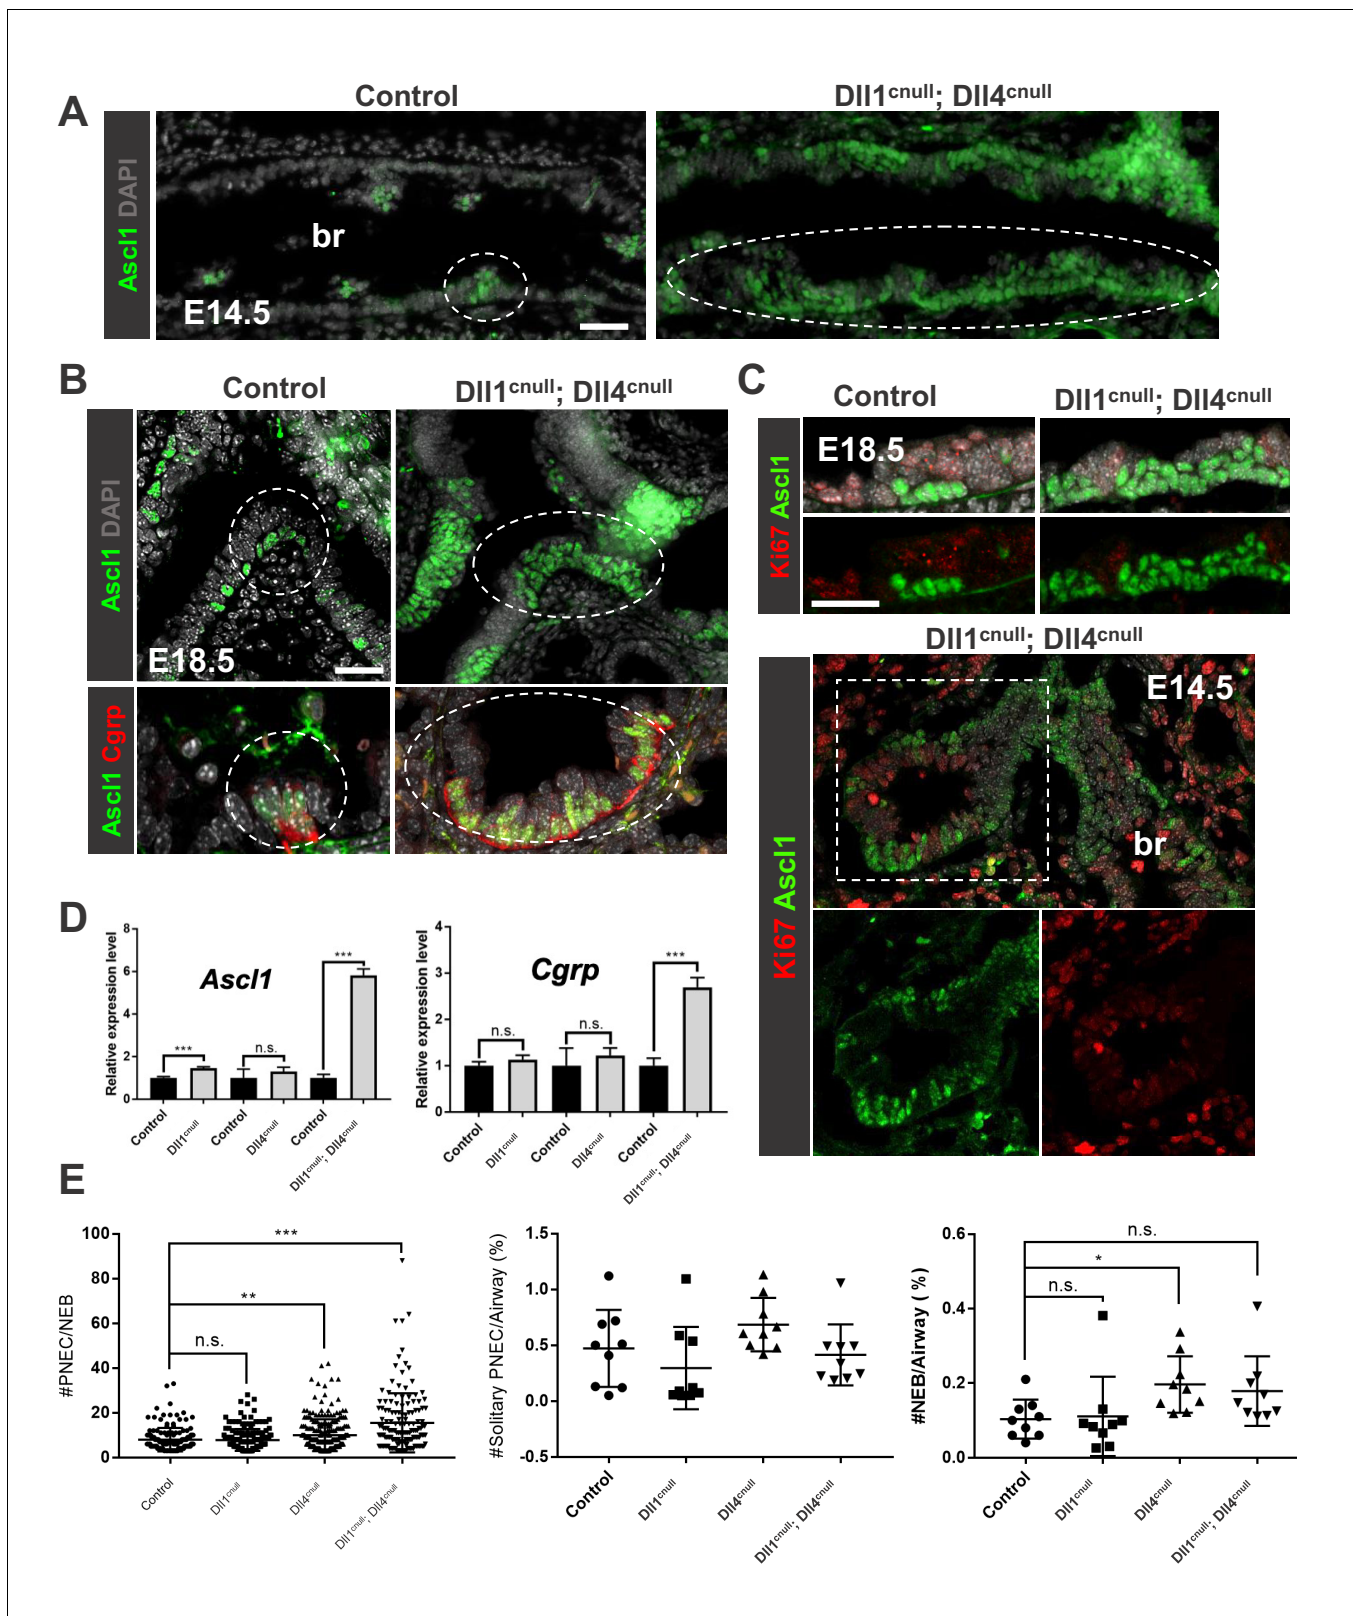 A
Control
Dll1cnull; Dll4cnull
Ascl1 DAPI
br
E14.5
B
Control
Dll1cnull; Dll4cnull
Ascl1 DAPI
E18.5
Ascl1 Cgrp
C
Control
Dll1cnull; Dll4cnull
Ki67 Ascl1
E18.5
Dll1cnull; Dll4cnull
Ki67 Ascl1
E14.5
br
D
Relative expression level
8
6
4
2
0
Ascl1
***
n.s.
***
Control
Dll1cnull
Control
Dll4cnull
Control
Dll1cnull; Dll4cnull
Relative expression level
4
3
2
1
0
Cgrp
n.s.
n.s.
***
Control
Dll1cnull
Control
Dll4cnull
Control
Dll1cnull; Dll4cnull
E
#PNEC/NEB
100
80
60
40
20
0
***
**
n.s.
Control
Dll1cnull
Dll4cnull
Dll1cnull; Dll4cnull
#Solitary PNEC/Airway (%)
1.5
1.0
0.5
0.0
-0.5
Control
Dll1cnull
Dll4cnull
Dll1cnull; Dll4cnull
#NEB/Airway (%)
0.6
0.4
0.2
0.0
n.s.
*
n.s.
Control
Dll1cnull
Dll4cnull
Dll1cnull; Dll4cnull